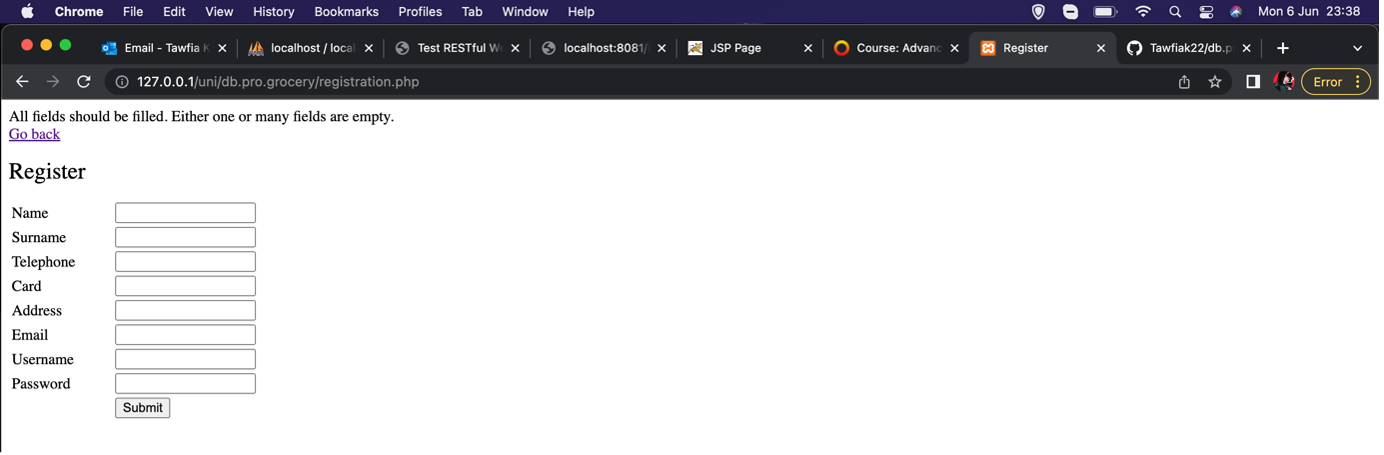 Chrome File Edit View History Bookmarks Profiles Tab Window Help Mon 6 Jun 23:38
Email - Tawfia localhost / local Test RESTful W localhost:8081/ JSP Page Course: Advanc Register Tawfiak22/db.p
127.0.0.1/uni/db.pro.grocery/registration.php Error
All fields should be filled. Either one or many fields are empty.
Go back
Register
Name
Surname
Telephone
Card
Address
Email
Username
Password
Submit